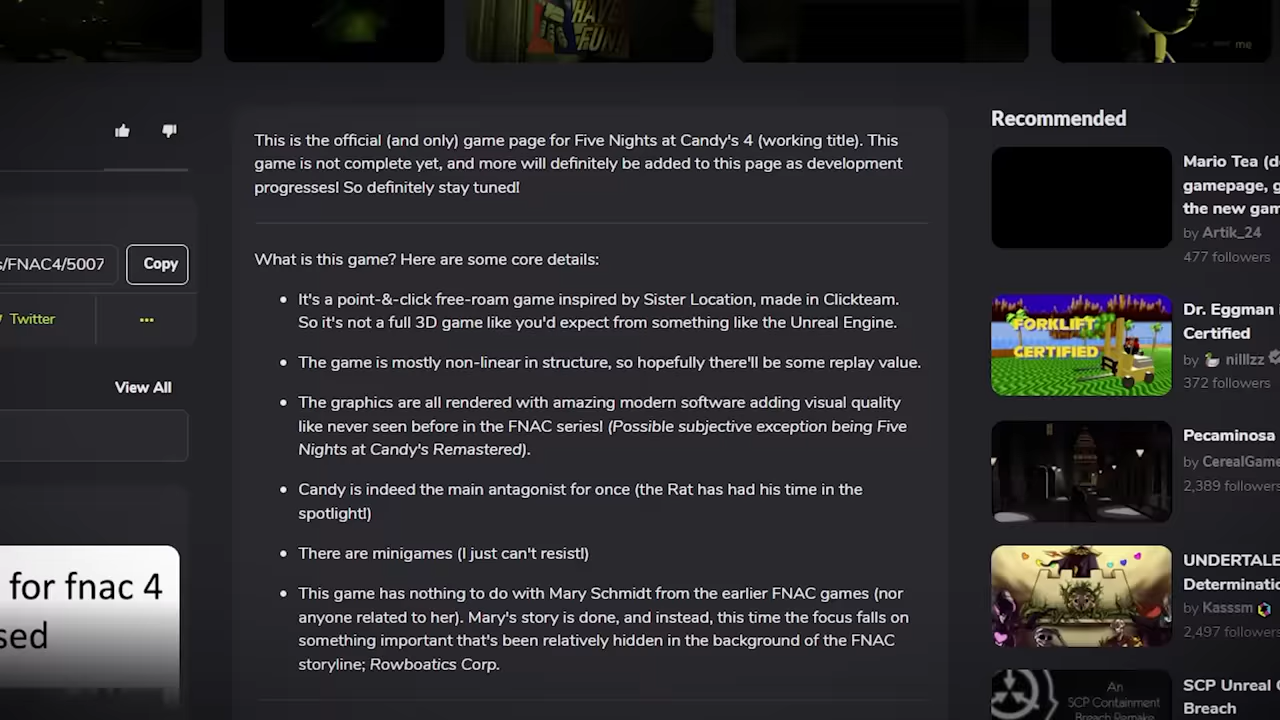 HAVE
FUN!
me
This is the official (and only) game page for Five Nights at Candy's 4 (working title). This
game is not complete yet, and more will definitely be added to this page as development
progresses! So definitely stay tuned!
s/FNAC4/5007
Copy
Twitter
...
View All
for fnac 4
sed
What is this game? Here are some core details:
• It's a point-&-click free-roam game inspired by Sister Location, made in Clickteam.
So it's not a full 3D game like you'd expect from something like the Unreal Engine.
• The game is mostly non-linear in structure, so hopefully there'll be some replay value.
• The graphics are all rendered with amazing modern software adding visual quality
like never seen before in the FNAC series! (Possible subjective exception being Five
Nights at Candy's Remastered).
• Candy is indeed the main antagonist for once (the Rat has had his time in the
spotlight!)
• There are minigames (I just can't resist!)
• This game has nothing to do with Mary Schmidt from the earlier FNAC games (nor
anyone related to her). Mary's story is done, and instead, this time the focus falls on
something important that's been relatively hidden in the background of the FNAC
storyline; Rowboatics Corp.
Recommended
Mario Tea (d
gamepage, g
the new gam
by Artik_24
477 followers
FORKLIFT
CERTIFIED
Dr. Eggman
Certified
by nilllzz
372 followers
Pecaminosa
by CerealGame
2,389 followers
UNDERTALE
Determinatio
by Kasssm
2,497 followers
An
SCP Containment
Breach Remake
SCP Unreal
Breach